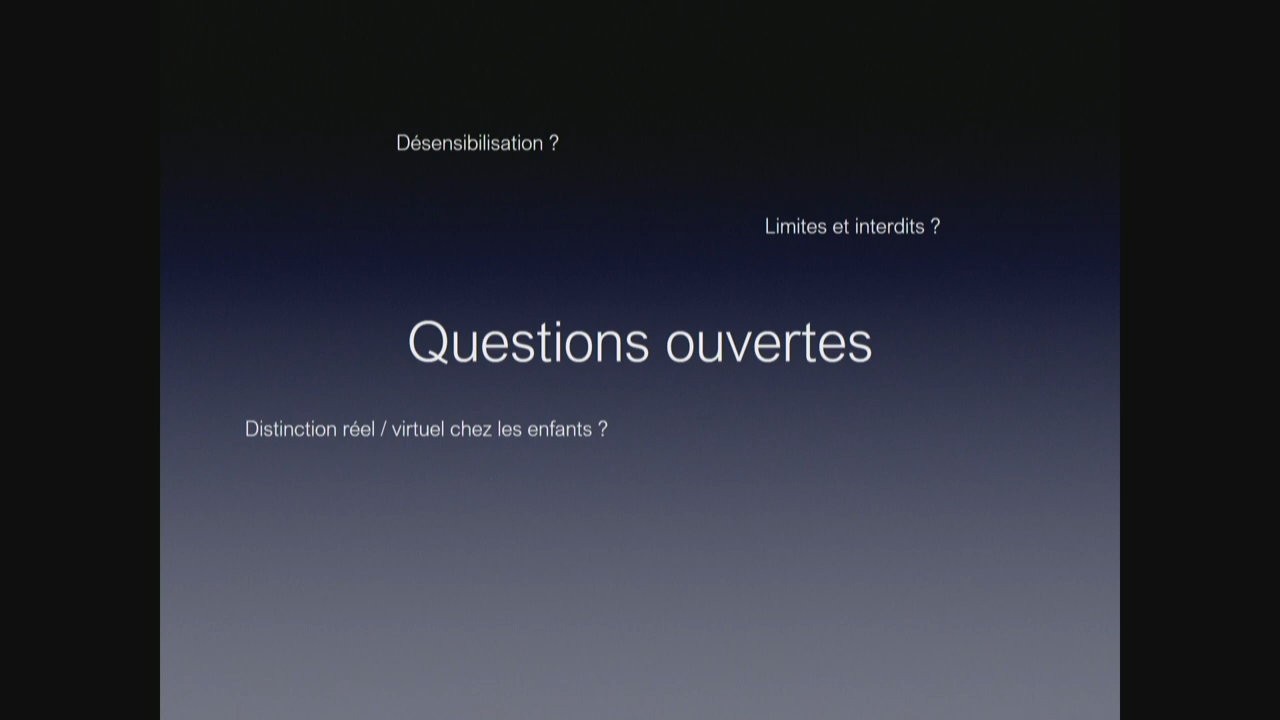 Désensibilisation ?
Limites et interdits ?
Questions ouvertes
Distinction réel / virtuel chez les enfants ?